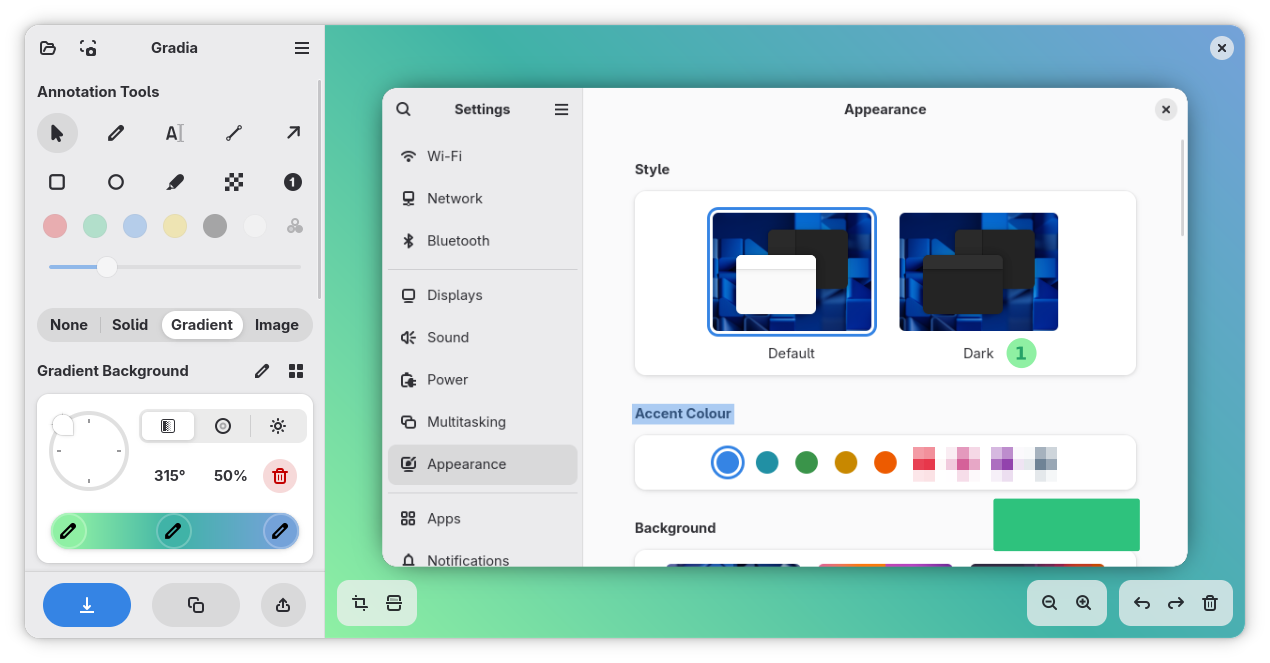 Gradia
Annotation Tools
A
1
None
Solid
Gradient
Image
Gradient Background
315°
50%
Settings
Wi-Fi
Network
Bluetooth
Displays
Sound
Power
Multitasking
Appearance
Apps
Notifications
Appearance
Style
Default
Dark
1
Accent Colour
Background